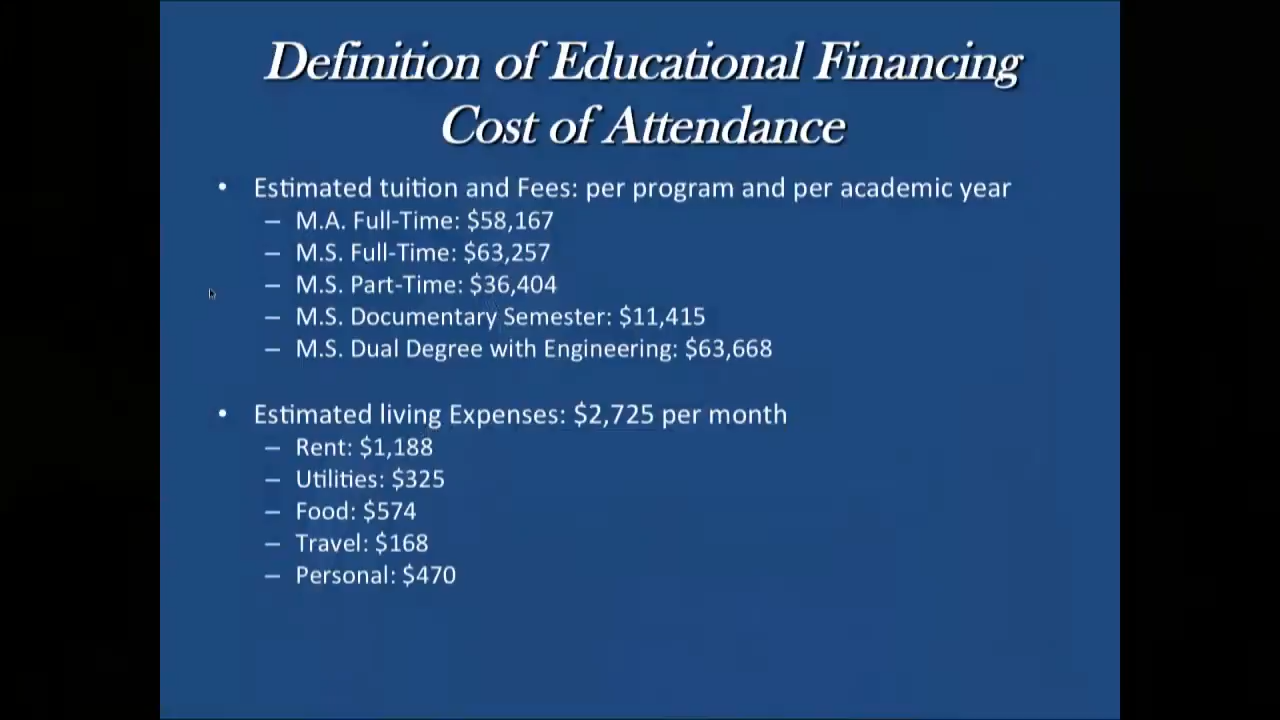 Definition of Educational Financing
Cost of Attendance
• Estimated tuition and Fees: per program and per academic year
– M.A. Full-Time: $58,167
– M.S. Full-Time: $63,257
– M.S. Part-Time: $36,404
– M.S. Documentary Semester: $11,415
– M.S. Dual Degree with Engineering: $63,668
• Estimated living Expenses: $2,725 per month
– Rent: $1,188
– Utilities: $325
– Food: $574
– Travel: $168
– Personal: $470